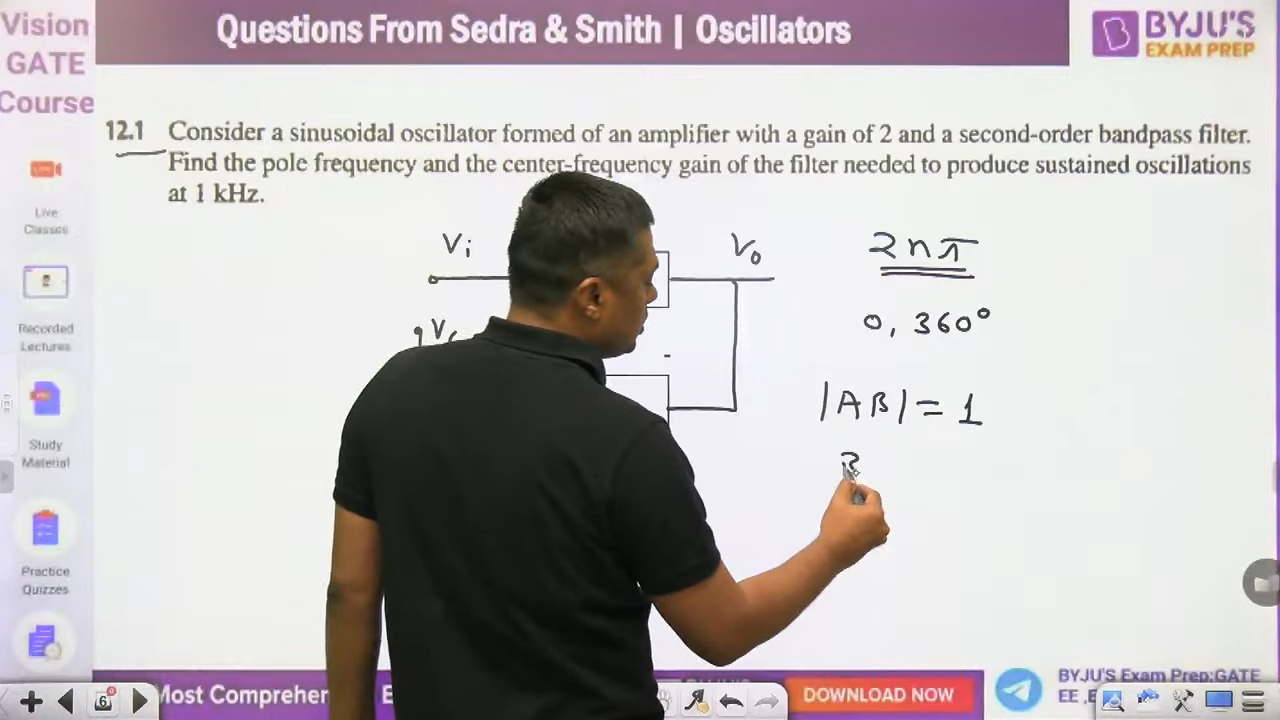 Vision
GATE
Course
Questions From Sedra & Smith | Oscillators
BYJU'S
EXAM PREP
12.1 Consider a sinusoidal oscillator formed of an amplifier with a gain of 2 and a second-order bandpass filter.
Find the pole frequency and the center-frequency gain of the filter needed to produce sustained oscillations
at 1 kHz.
Vi
Vo
2nπ
0, 360°
|AB| = 1
LIVE
Live
Classes
Recorded
Lectures
Study
Material
Practice
Quizzes
6
Most
DOWNLOAD NOW
BYJU'S Exam Prep:GATE